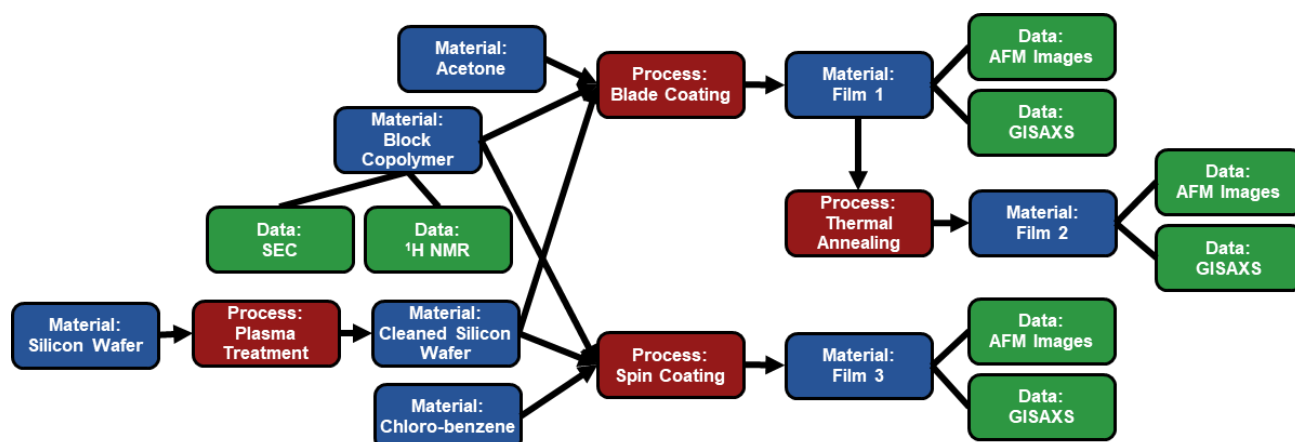 Material:
Acetone
Process:
Blade Coating
Material:
Film 1
Data:
AFM Images
Data:
GISAXS
Material:
Block
Copolymer
Data:
SEC
Data:
¹H NMR
Process:
Thermal
Annealing
Material:
Film 2
Data:
AFM Images
Data:
GISAXS
Material:
Silicon Wafer
Process:
Plasma
Treatment
Material:
Cleaned Silicon
Wafer
Material:
Chloro-benzene
Process:
Spin Coating
Material:
Film 3
Data:
AFM Images
Data:
GISAXS